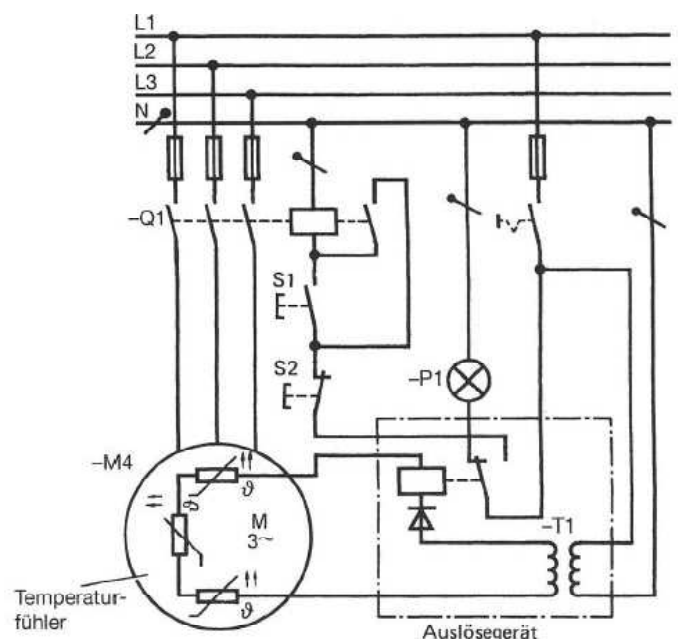 L1
L2
L3
N
–Q1
S1
S2
–P1
–M4
ϑ
ϑ
M
3~
ϑ
–T1
Temperatur-
fühler
Auslösegerät